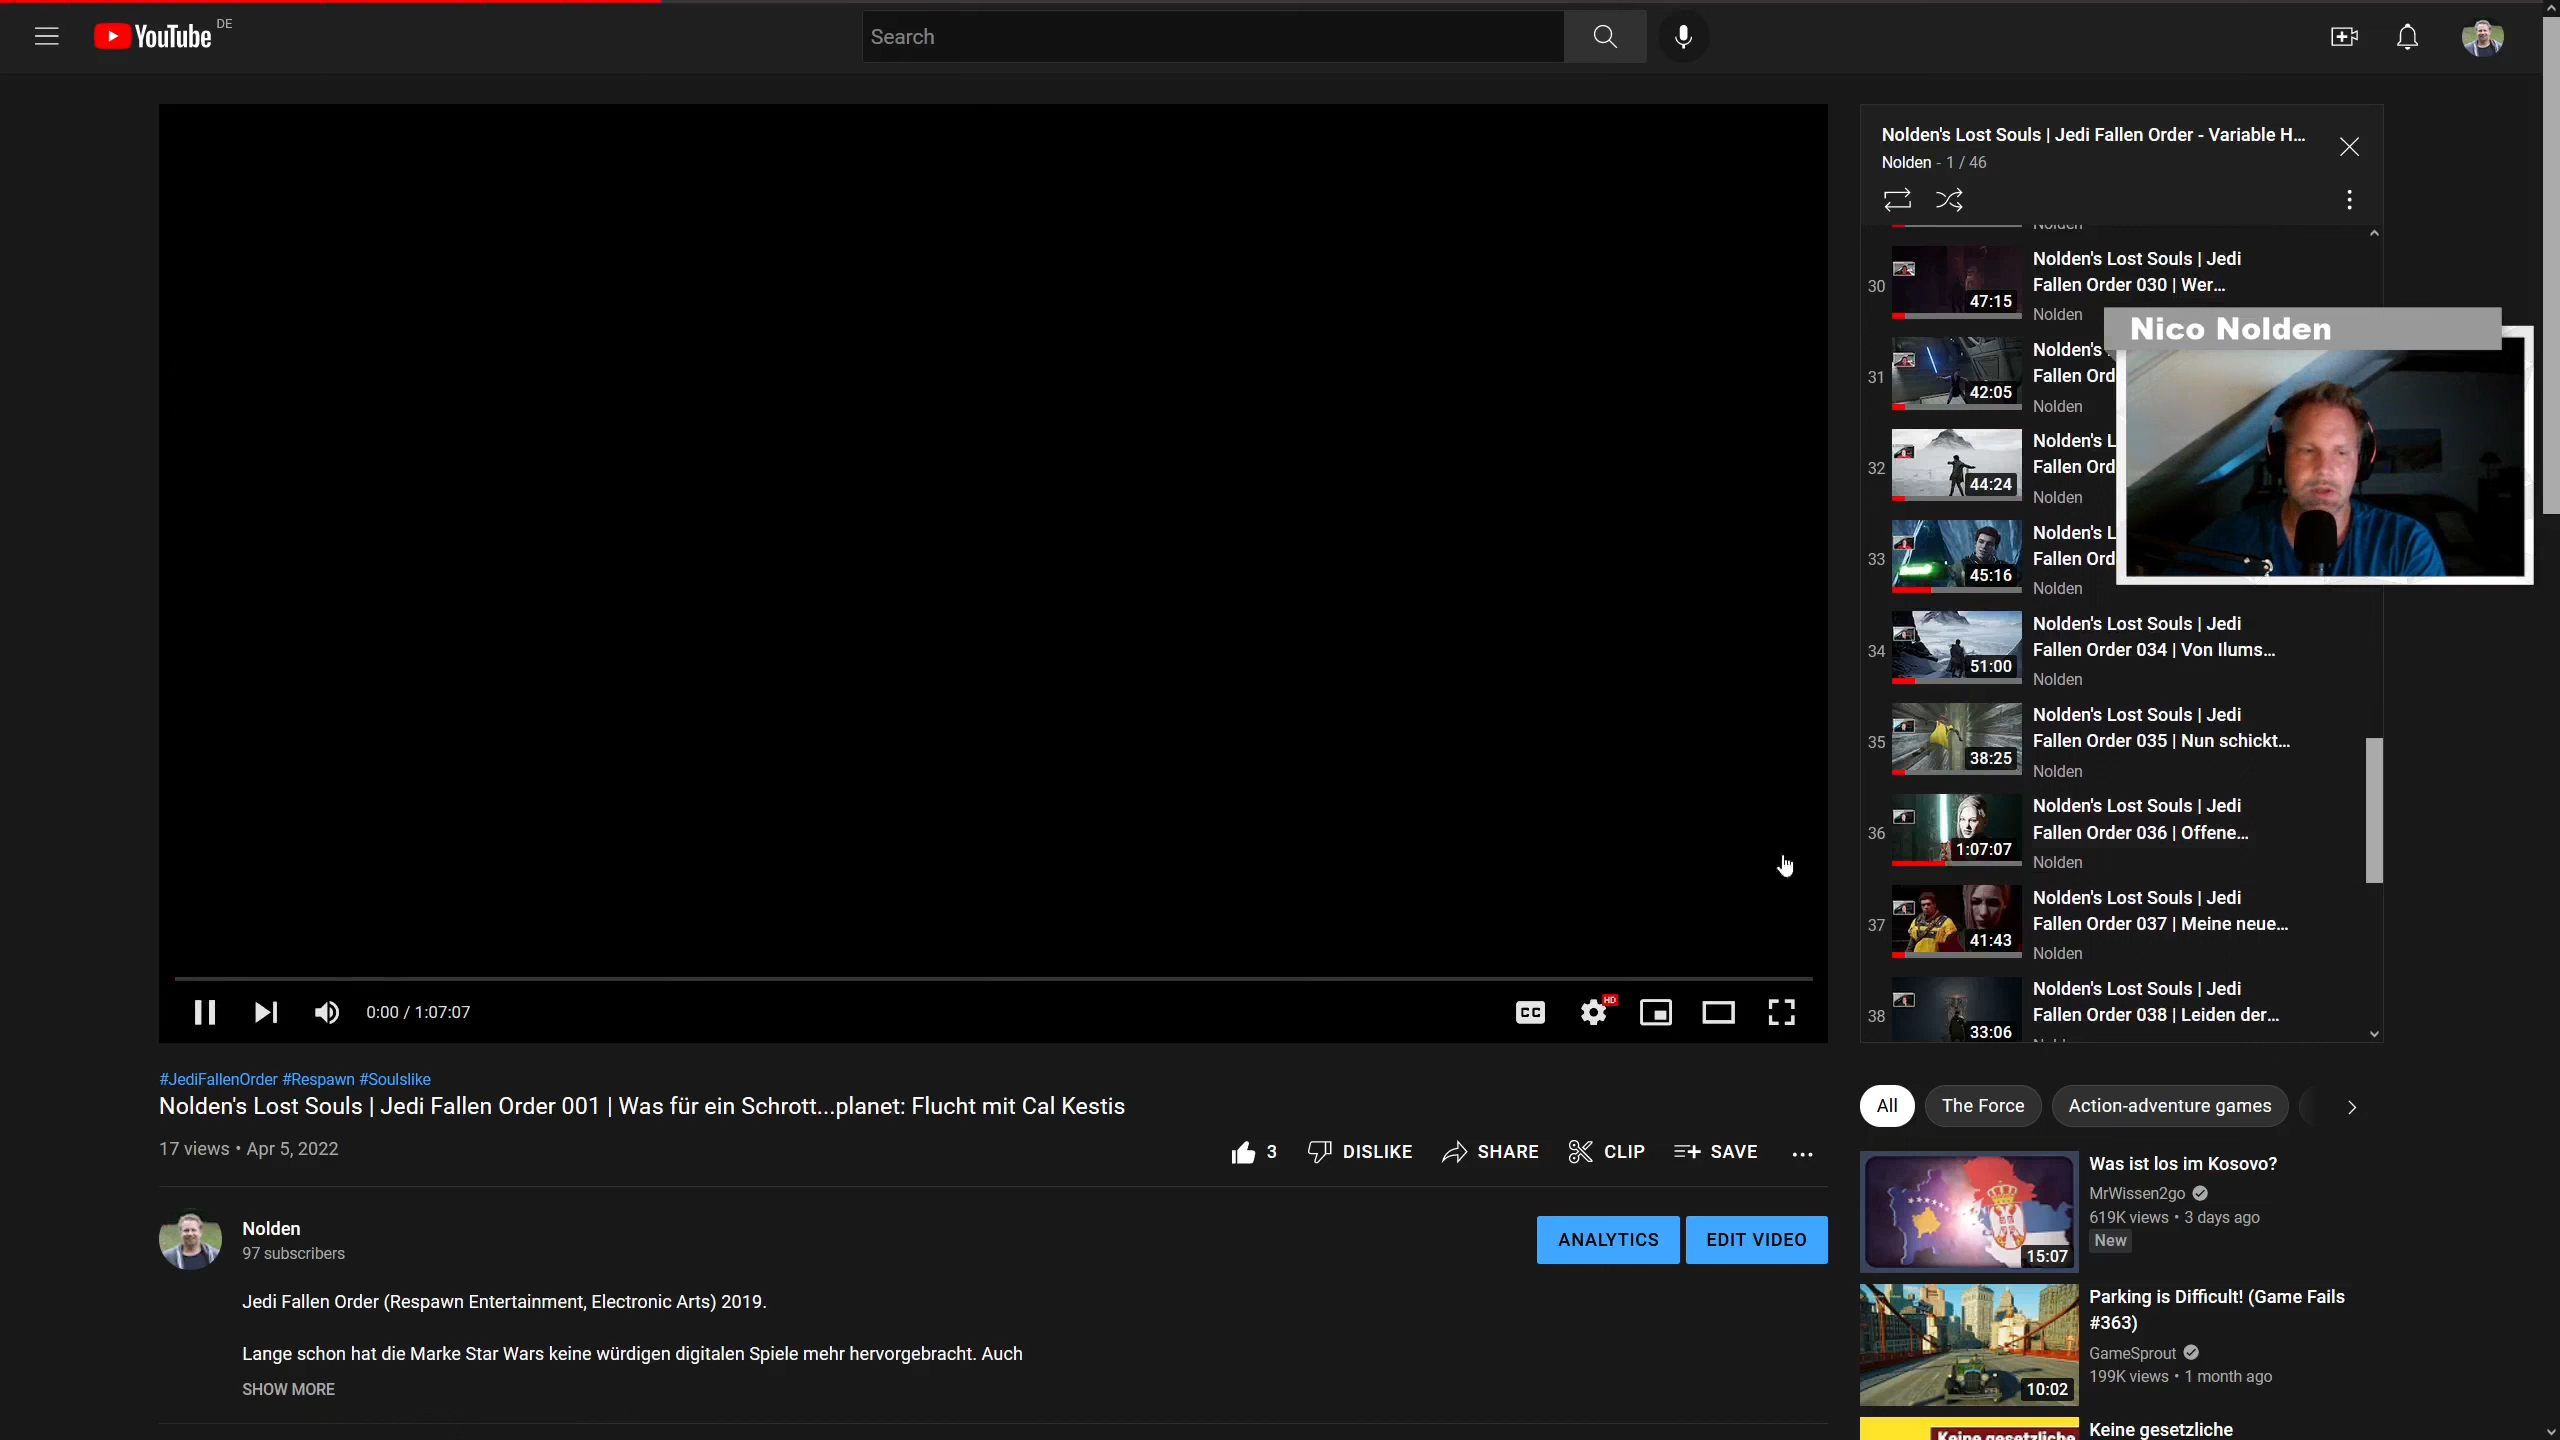 YouTube DE
Search
Nolden's Lost Souls | Jedi Fallen Order - Variable H...
Nolden - 1 / 46
30
47:15
Nolden's Lost Souls | Jedi
Fallen Order 030 | Wer...
Nolden
Nico Nolden
31
42:05
Nolden's
Fallen Ord
Nolden
32
44:24
Nolden's L
Fallen Ord
Nolden
33
45:16
Nolden's L
Fallen Ord
Nolden
34
51:00
Nolden's Lost Souls | Jedi
Fallen Order 034 | Von Ilums...
Nolden
35
38:25
Nolden's Lost Souls | Jedi
Fallen Order 035 | Nun schickt...
Nolden
36
1:07:07
Nolden's Lost Souls | Jedi
Fallen Order 036 | Offene...
Nolden
37
41:43
Nolden's Lost Souls | Jedi
Fallen Order 037 | Meine neue...
Nolden
38
33:06
Nolden's Lost Souls | Jedi
Fallen Order 038 | Leiden der...
0:00 / 1:07:07
CC
HD
#JediFallenOrder #Respawn #Soulslike
Nolden's Lost Souls | Jedi Fallen Order 001 | Was für ein Schrott...planet: Flucht mit Cal Kestis
17 views • Apr 5, 2022
3 DISLIKE SHARE CLIP SAVE ...
Nolden
97 subscribers
ANALYTICS EDIT VIDEO
Jedi Fallen Order (Respawn Entertainment, Electronic Arts) 2019.
Lange schon hat die Marke Star Wars keine würdigen digitalen Spiele mehr hervorgebracht. Auch
SHOW MORE
All The Force Action-adventure games
15:07
Was ist los im Kosovo?
MrWissen2go
619K views • 3 days ago
New
10:02
Parking is Difficult! (Game Fails
#363)
GameSprout
199K views • 1 month ago
Keine gesetzliche
Keine gesetzliche